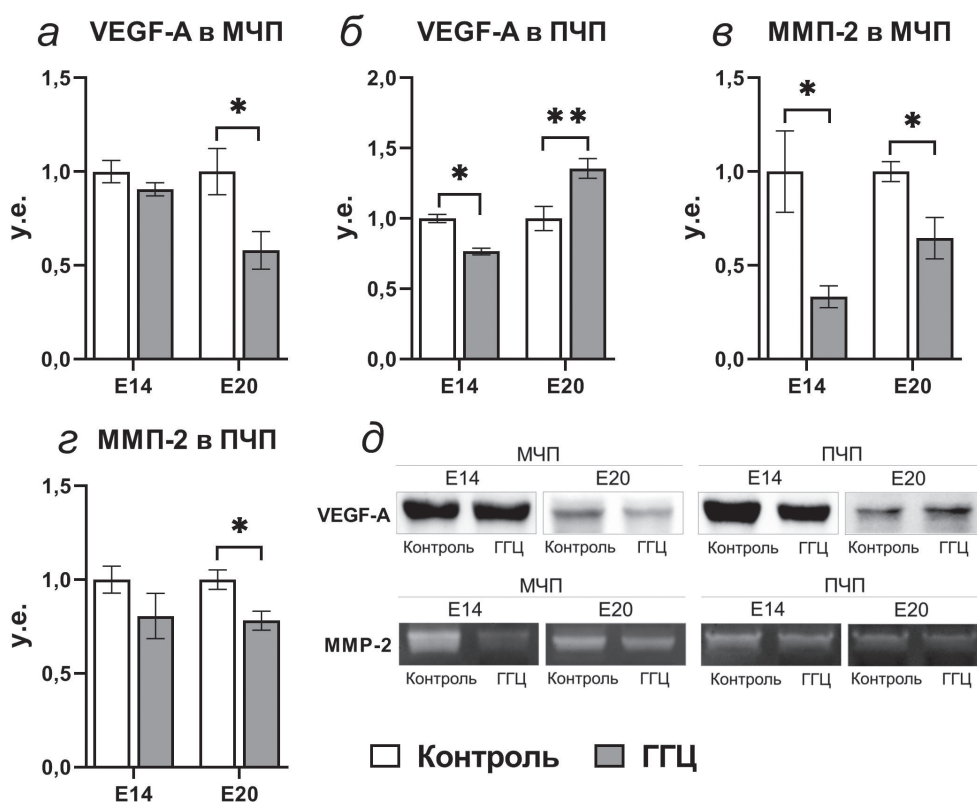 а VEGF-A в МЧП
б VEGF-A в ПЧП
в ММП-2 в МЧП
у.е.
1,5
1,0
0,5
0,0
*
E14 E20
у.е.
2,0
1,5
1,0
0,5
0,0
*
**
E14 E20
у.е.
1,5
1,0
0,5
0,0
*
*
E14 E20
г ММП-2 в ПЧП
у.е.
1,5
1,0
0,5
0,0
*
E14 E20
д
МЧП ПЧП
E14 E20 E14 E20
VEGF-A
Контроль ГГЦ Контроль ГГЦ Контроль ГГЦ Контроль ГГЦ
МЧП ПЧП
E14 E20 E14 E20
MMP-2
Контроль ГГЦ Контроль ГГЦ Контроль ГГЦ Контроль ГГЦ
Контроль ГГЦ